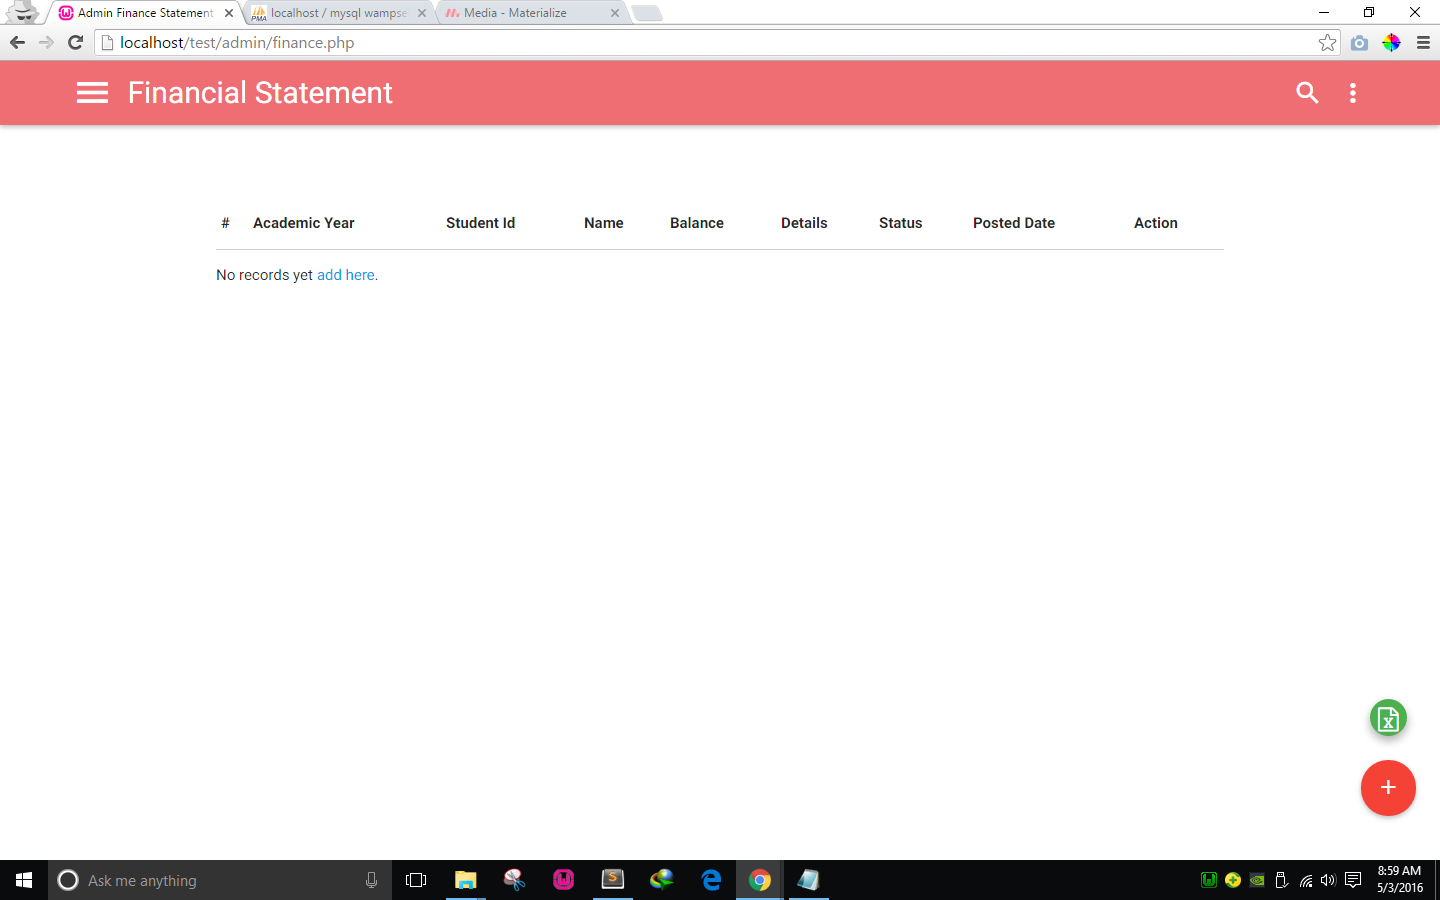 Admin Finance Statement
localhost / mysql wampse
Media - Materialize
localhost/test/admin/finance.php
Financial Statement
# Academic Year Student Id Name Balance Details Status Posted Date Action
No records yet add here.
+
Ask me anything
8:59 AM
5/3/2016